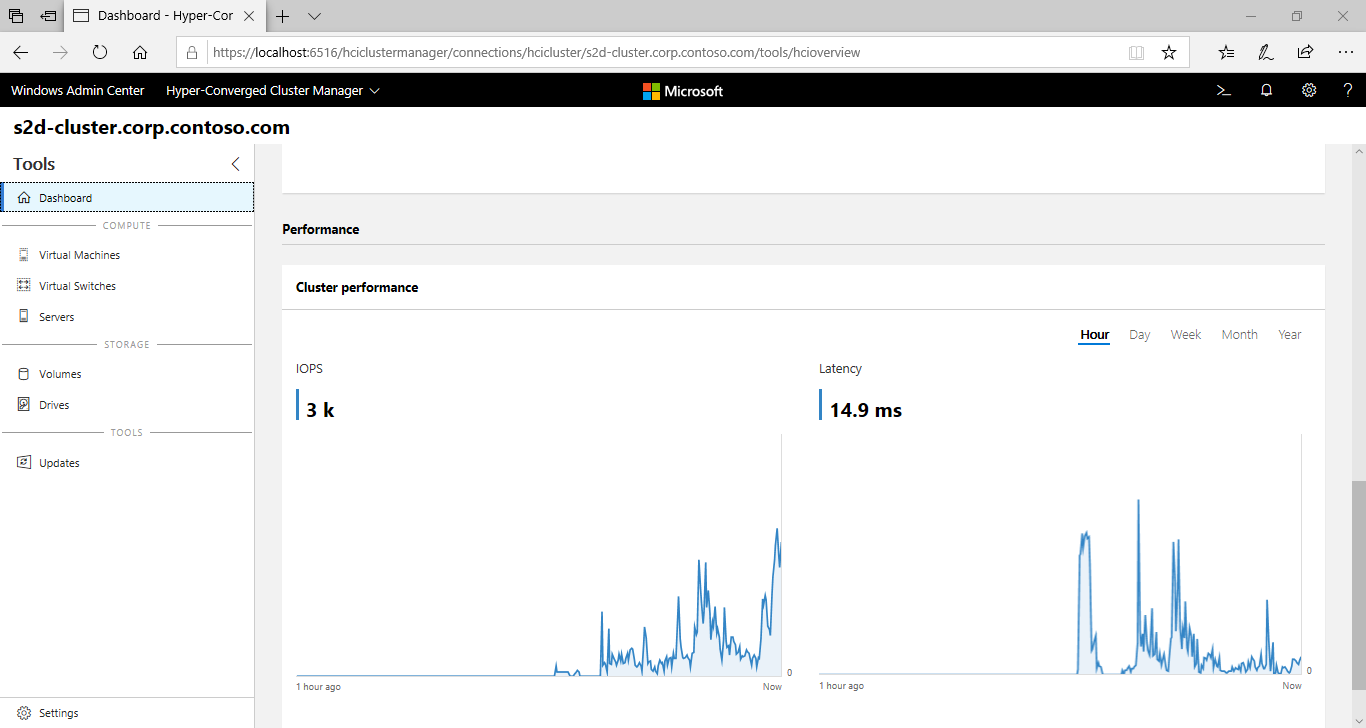 Dashboard - Hyper-Cor
https://localhost:6516/hciclustermanager/connections/hcicluster/s2d-cluster.corp.contoso.com/tools/hcioverview
Windows Admin Center Hyper-Converged Cluster Manager Microsoft ?
s2d-cluster.corp.contoso.com
Tools
Dashboard
COMPUTE
Virtual Machines
Virtual Switches
Servers
STORAGE
Volumes
Drives
TOOLS
Updates
Settings
Performance
Cluster performance
Hour Day Week Month Year
IOPS
3 k
0
1 hour ago Now
Latency
14.9 ms
0
1 hour ago Now